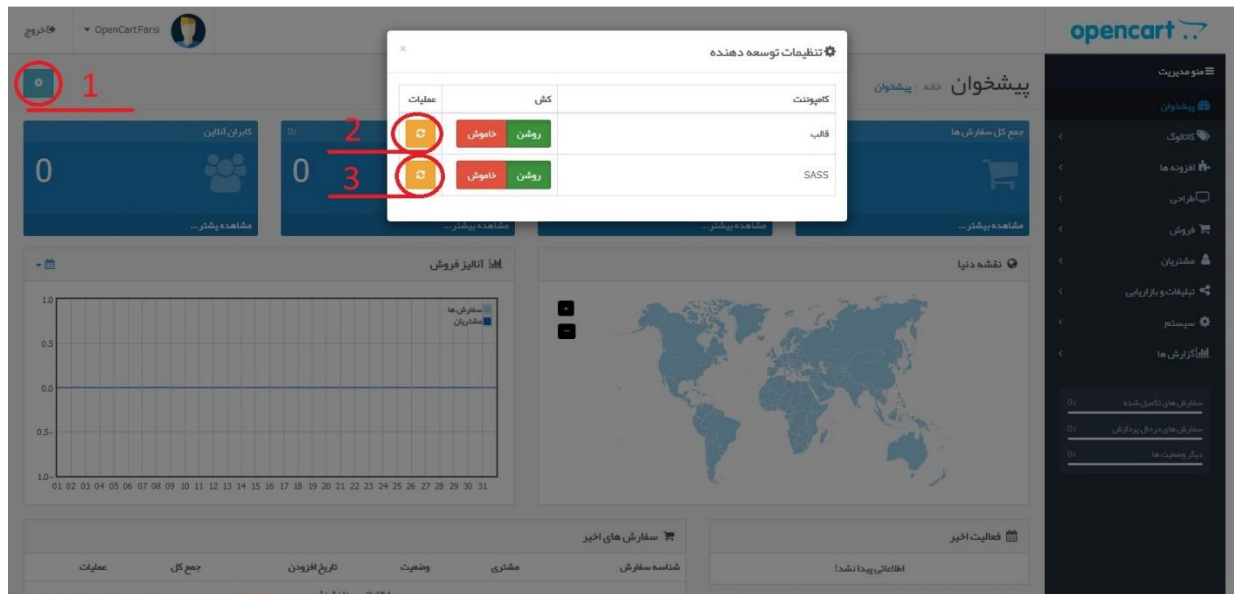 opencart
OpenCart Farsi
خروج
منو مدیریت
پیشخوان
کاتالوگ
افزونه ها
طراحی
فروش
مشتریان
تبلیغات و بازاریابی
سیستم
گزارش ها
سفارش های تکمیل شده 0٪
سفارش های درحال پردازش 0٪
دیگر وضعیت ها 0٪
پیشخوان خانه پیشخوان
1
تنظیمات توسعه دهنده
×
کامپوننت کش عملیات
قالب روشن خاموش
2
SASS روشن خاموش
3
جمع کل سفارش ها
مشاهده بیشتر...
مشاهده بیشتر...
0٪
0
مشاهده بیشتر...
کابران آنلاین
0
مشاهده بیشتر...
نقشه دنیا
+
−
آنالیز فروش
سفارش ها
مشتریان
1.0
0.5
0.0
0.5-
1.0-
01 02 03 04 05 06 07 08 09 10 11 12 13 14 15 16 17 18 19 20 21 22 23 24 25 26 27 28 29 30 31
فعالیت اخیر
اطلاعاتی پیدا نشد!
سفارش های اخیر
شناسه سفارش مشتری وضعیت تاریخ افزودن جمع کل عملیات